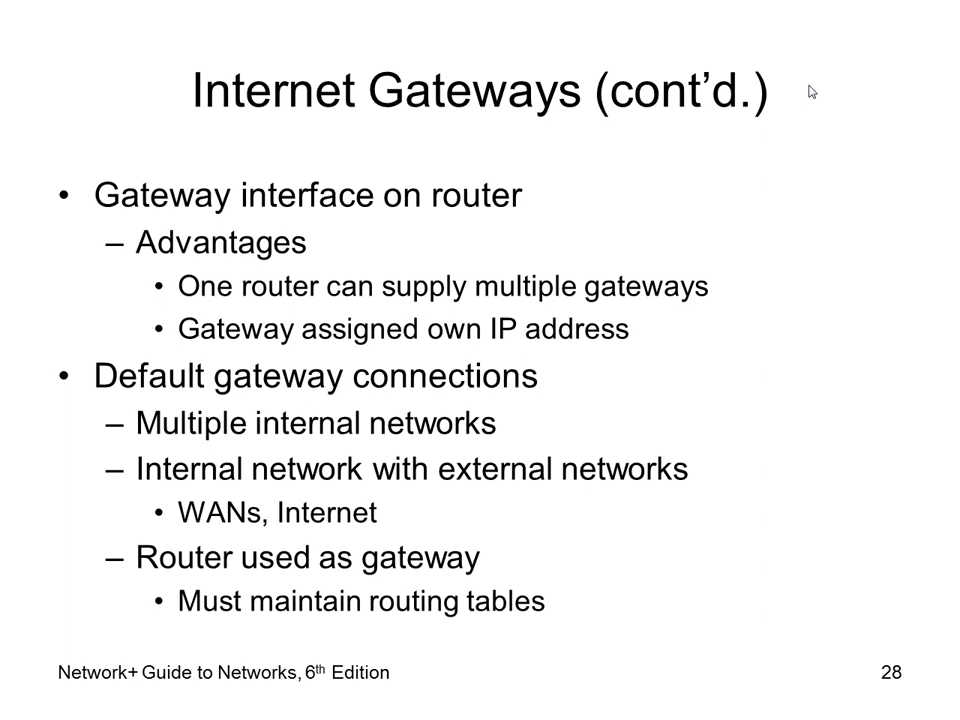 Internet Gateways (cont’d.)
• Gateway interface on router
– Advantages
• One router can supply multiple gateways
• Gateway assigned own IP address
• Default gateway connections
– Multiple internal networks
– Internal network with external networks
• WANs, Internet
– Router used as gateway
• Must maintain routing tables
Network+ Guide to Networks, 6th Edition 28